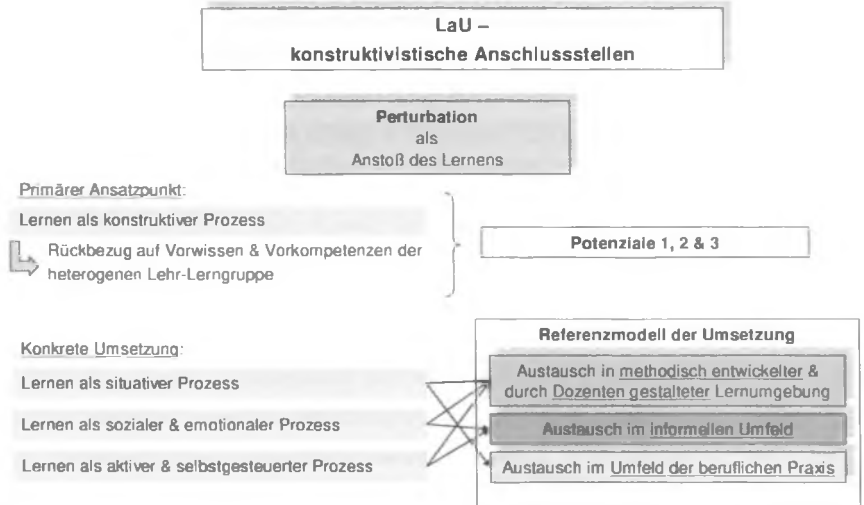 LaU –
konstruktivistische Anschlussstellen
Perturbation
als
Anstoß des Lernens
Primärer Ansatzpunkt:
Lernen als konstruktiver Prozess
Rückbezug auf Vorwissen & Vorkompetenzen der
heterogenen Lehr-Lerngruppe
Potenziale 1, 2 & 3
Konkrete Umsetzung:
Lernen als situativer Prozess
Lernen als sozialer & emotionaler Prozess
Lernen als aktiver & selbstgesteuerter Prozess
Referenzmodell der Umsetzung
Austausch in methodisch entwickelter &
durch Dozenten gestalteter Lernumgebung
Austausch im informellen Umfeld
Austausch im Umfeld der beruflichen Praxis